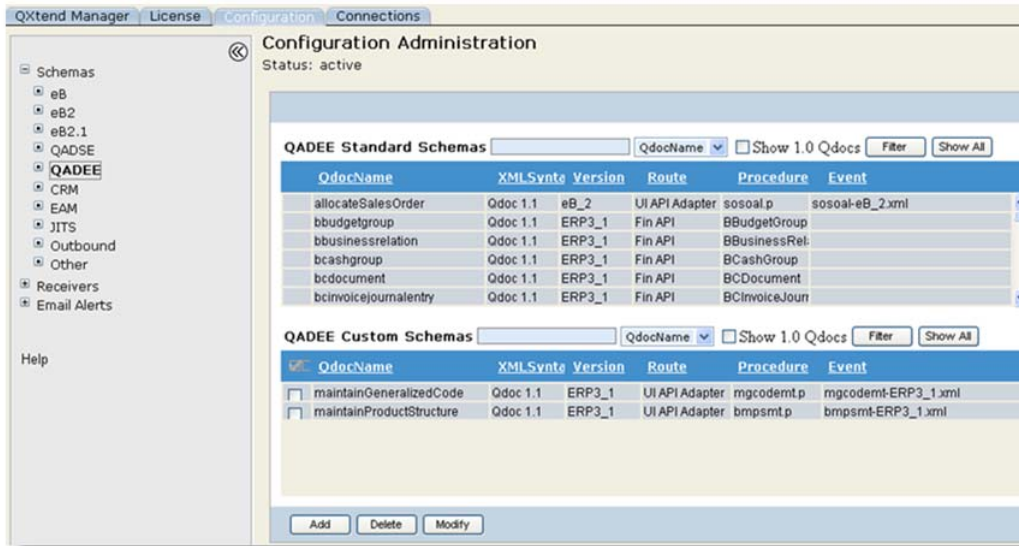 QXtend Manager License Configuration Connections
Configuration Administration
Status: active
Schemas
eB
eB2
eB2.1
QADSE
QADEE
CRM
EAM
JITS
Outbound
Other
Receivers
Email Alerts
Help
QADEE Standard Schemas QdocName Show 1.0 Qdocs Filter Show All
QdocName XMLSynta Version Route Procedure Event
allocateSalesOrder Qdoc 1.1 eB_2 UI API Adapter sosoal.p sosoal-eB_2.xml
bbudgetgroup Qdoc 1.1 ERP3_1 Fin API BBudgetGroup
bbusinessrelation Qdoc 1.1 ERP3_1 Fin API BBusinessRel
bcashgroup Qdoc 1.1 ERP3_1 Fin API BCashGroup
bcdocument Qdoc 1.1 ERP3_1 Fin API BCDocument
bcinvoicejournalentry Qdoc 1.1 ERP3_1 Fin API BCInvoiceJourn
QADEE Custom Schemas QdocName Show 1.0 Qdocs Filter Show All
QdocName XMLSynta Version Route Procedure Event
maintainGeneralizedCode Qdoc 1.1 ERP3_1 UI API Adapter mgcodemt.p mgcodemt-ERP3_1.xml
maintainProductStructure Qdoc 1.1 ERP3_1 UI API Adapter bmpsmt.p bmpsmt-ERP3_1.xml
Add Delete Modify